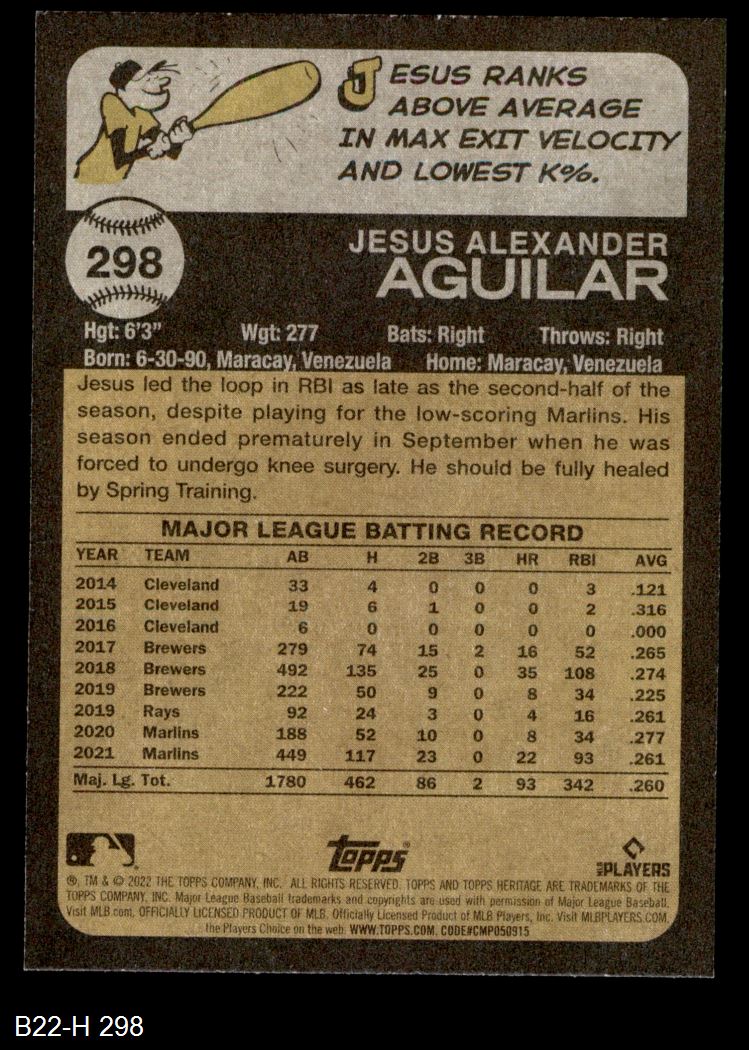 JESUS RANKS
ABOVE AVERAGE
IN MAX EXIT VELOCITY
AND LOWEST K%.
298
JESUS ALEXANDER
AGUILAR
Hgt: 6'3" Wgt: 277 Bats: Right Throws: Right
Born: 6-30-90, Maracay, Venezuela Home: Maracay, Venezuela
Jesus led the loop in RBI as late as the second-half of the
season, despite playing for the low-scoring Marlins. His
season ended prematurely in September when he was
forced to undergo knee surgery. He should be fully healed
by Spring Training.
MAJOR LEAGUE BATTING RECORD
YEAR TEAM AB H 2B 3B HR RBI AVG
2014 Cleveland 33 4 0 0 0 3 .121
2015 Cleveland 19 6 1 0 0 2 .316
2016 Cleveland 6 0 0 0 0 0 .000
2017 Brewers 279 74 15 2 16 52 .265
2018 Brewers 492 135 25 0 35 108 .274
2019 Brewers 222 50 9 0 8 34 .225
2019 Rays 92 24 3 0 4 16 .261
2020 Marlins 188 52 10 0 8 34 .277
2021 Marlins 449 117 23 0 22 93 .261
Maj. Lg. Tot. 1780 462 86 2 93 342 .260
Topps®
MLB PLAYERS
®, TM & © 2022 THE TOPPS COMPANY, INC. ALL RIGHTS RESERVED. TOPPS AND TOPPS HERITAGE ARE TRADEMARKS OF THE
TOPPS COMPANY, INC. Major League Baseball trademarks and copyrights are used with permission of Major League Baseball.
Visit MLB.com. OFFICIALLY LICENSED PRODUCT OF MLB. Officially Licensed Product of MLB Players, Inc. Visit MLBPLAYERS.COM,
the Players Choice on the web. WWW.TOPPS.COM. CODE#CMP050915
B22-H 298